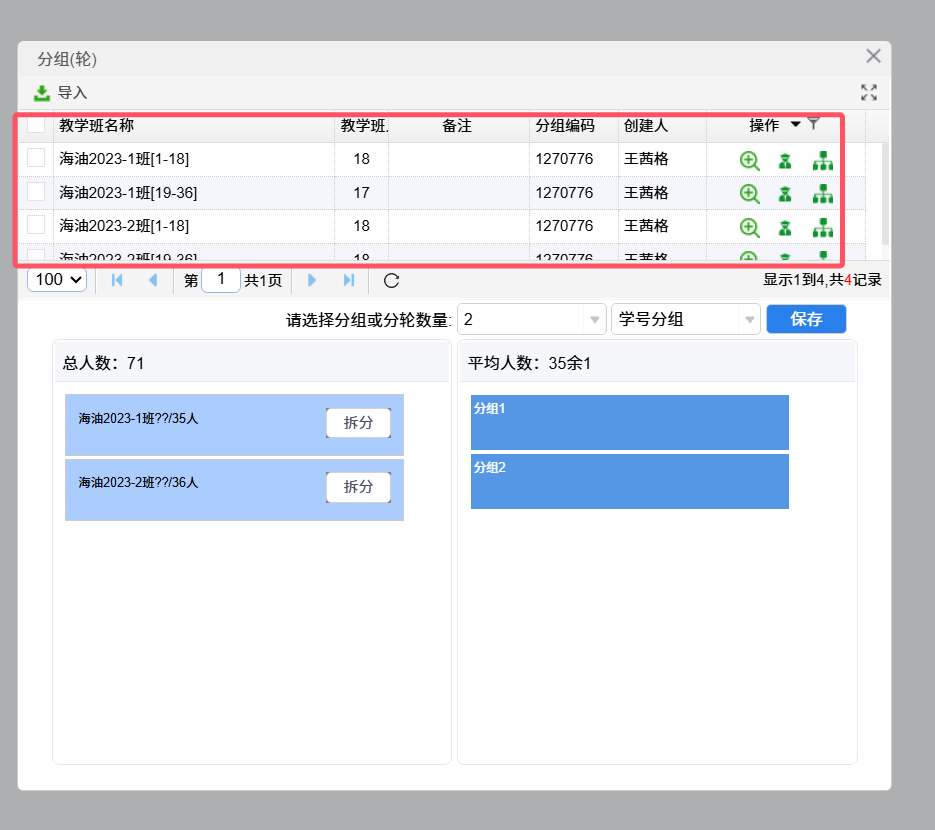 分组(轮)
导入
教学班名称 教学班 备注 分组编码 创建人 操作
海油2023-1班[1-18] 18 1270776 王茜格
海油2023-1班[19-36] 17 1270776 王茜格
海油2023-2班[1-18] 18 1270776 王茜格
海油2023-2班[19-36] 18 1270776 王茜格
100 第 1 共1页 显示1到4,共4记录
请选择分组或分轮数量: 2 学号分组 保存
总人数：71
平均人数：35余1
海油2023-1班??/35人 拆分
海油2023-2班??/36人 拆分
分组1
分组2